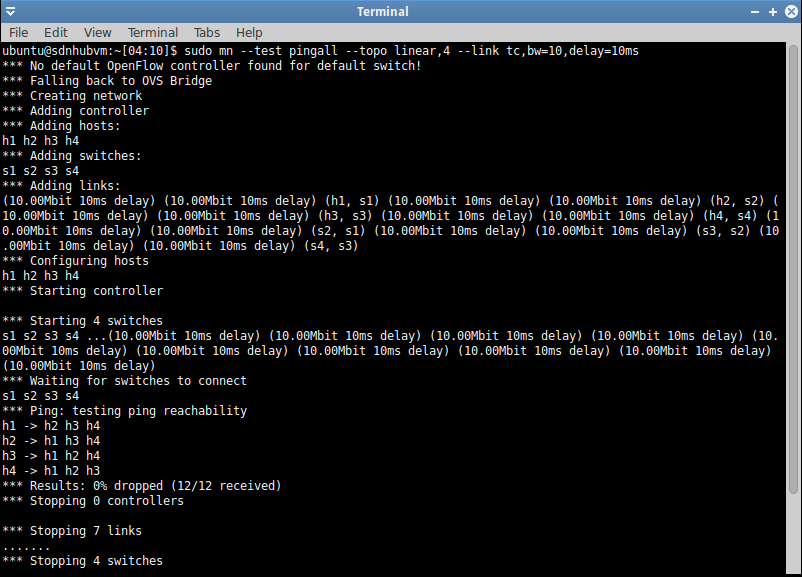 Terminal
File Edit View Terminal Tabs Help
ubuntu@sdnhubvm:~[04:10]$ sudo mn --test pingall --topo linear,4 --link tc,bw=10,delay=10ms
*** No default OpenFlow controller found for default switch!
*** Falling back to OVS Bridge
*** Creating network
*** Adding controller
*** Adding hosts:
h1 h2 h3 h4
*** Adding switches:
s1 s2 s3 s4
*** Adding links:
(10.00Mbit 10ms delay) (10.00Mbit 10ms delay) (h1, s1) (10.00Mbit 10ms delay) (10.00Mbit 10ms delay) (h2, s2) (
10.00Mbit 10ms delay) (10.00Mbit 10ms delay) (h3, s3) (10.00Mbit 10ms delay) (10.00Mbit 10ms delay) (h4, s4) (1
0.00Mbit 10ms delay) (10.00Mbit 10ms delay) (s2, s1) (10.00Mbit 10ms delay) (10.00Mbit 10ms delay) (s3, s2) (10
.00Mbit 10ms delay) (10.00Mbit 10ms delay) (s4, s3)
*** Configuring hosts
h1 h2 h3 h4
*** Starting controller

*** Starting 4 switches
s1 s2 s3 s4 ...(10.00Mbit 10ms delay) (10.00Mbit 10ms delay) (10.00Mbit 10ms delay) (10.00Mbit 10ms delay) (10.
00Mbit 10ms delay) (10.00Mbit 10ms delay) (10.00Mbit 10ms delay) (10.00Mbit 10ms delay) (10.00Mbit 10ms delay)
(10.00Mbit 10ms delay)
*** Waiting for switches to connect
s1 s2 s3 s4
*** Ping: testing ping reachability
h1 -> h2 h3 h4
h2 -> h1 h3 h4
h3 -> h1 h2 h4
h4 -> h1 h2 h3
*** Results: 0% dropped (12/12 received)
*** Stopping 0 controllers

*** Stopping 7 links
.......
*** Stopping 4 switches